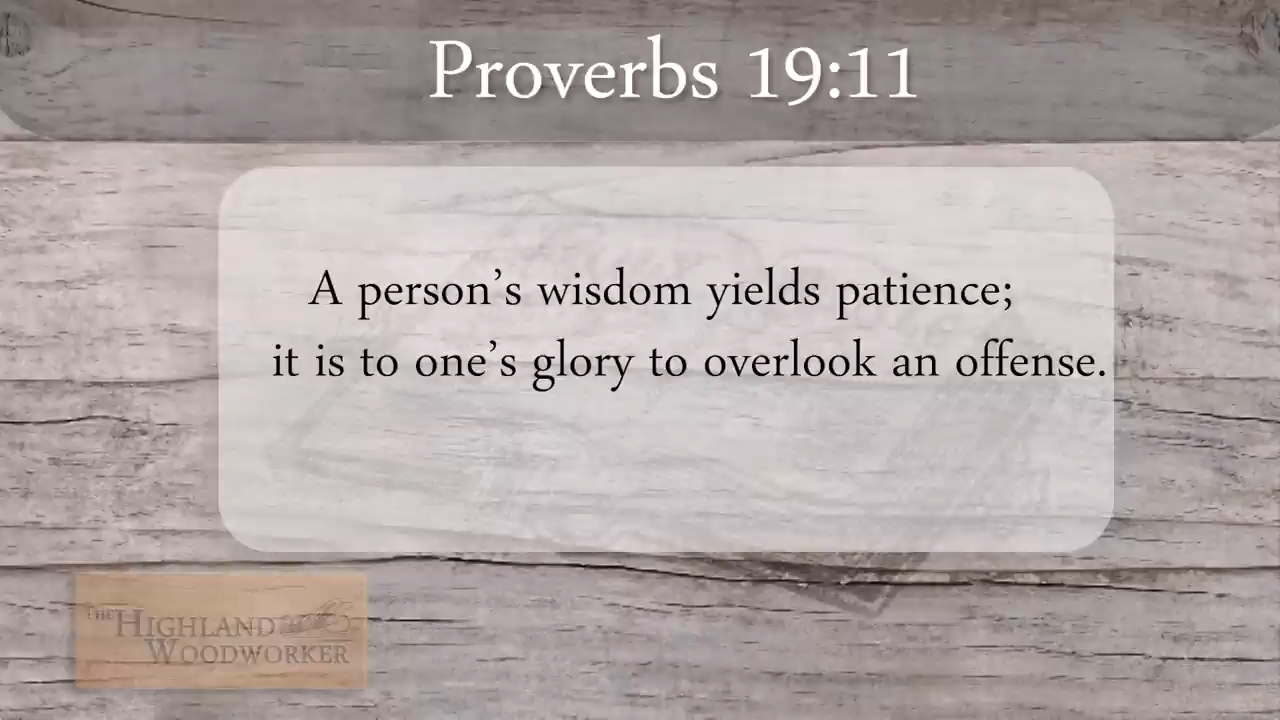 Proverbs 19:11
A person’s wisdom yields patience;
it is to one’s glory to overlook an offense.
THE HIGHLAND
WOODWORKER